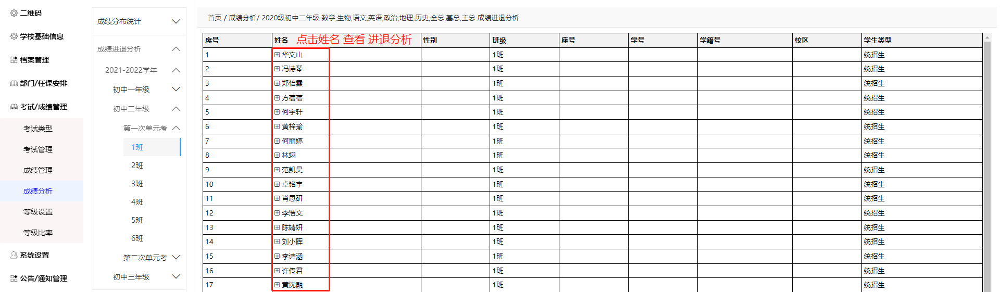 二维码
学校基础信息
档案管理
部门/任课安排
考试/成绩管理
考试类型
考试管理
成绩管理
成绩分析
等级设置
等级比率
系统设置
公告/通知管理
成绩分布统计
成绩进退分析
2021-2022学年
初中一年级
初中二年级
第一次单元考
1班
2班
3班
4班
5班
6班
第二次单元考
初中三年级
首页 / 成绩分析/ 2020级初中二年级 数学,生物,语文,英语,政治,地理,历史,全总,基总,主总 成绩进退分析
序号 姓名 点击姓名 查看 进退分析 性别 班级 座号 学号 学籍号 校区 学生类型
1 华文山 1班 统招生
2 冯诗琴 1班 统招生
3 郑怡霖 1班 统招生
4 方蓓蓓 1班 统招生
5 何宇轩 1班 统招生
6 黄梓瑜 1班 统招生
7 何丽婷 1班 统招生
8 林翊 1班 统招生
9 范凯昊 1班 统招生
10 卓铭宇 1班 统招生
11 肖思研 1班 统招生
12 李浩文 1班 统招生
13 陈婧妍 1班 统招生
14 刘小晖 1班 统招生
15 李诗涵 1班 统招生
16 许传君 1班 统招生
17 黄沈融 1班 统招生